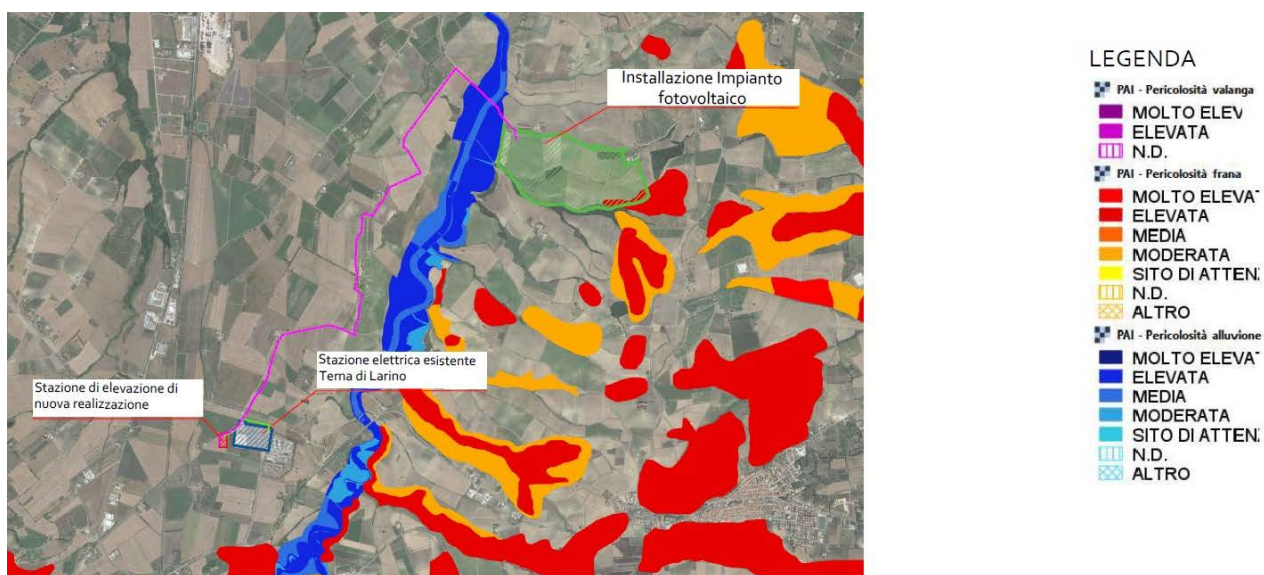 Installazione Impianto
fotovoltaico
Stazione elettrica esistente
Terna di Larino
Stazione di elevazione di
nuova realizzazione
LEGENDA
PAI - Pericolosità valanga
MOLTO ELEV
ELEVATA
N.D.
PAI - Pericolosità frana
MOLTO ELEVAT
ELEVATA
MEDIA
MODERATA
SITO DI ATTEN
N.D.
ALTRO
PAI - Pericolosità alluvione
MOLTO ELEVAT
ELEVATA
MEDIA
MODERATA
SITO DI ATTEN
N.D.
ALTRO